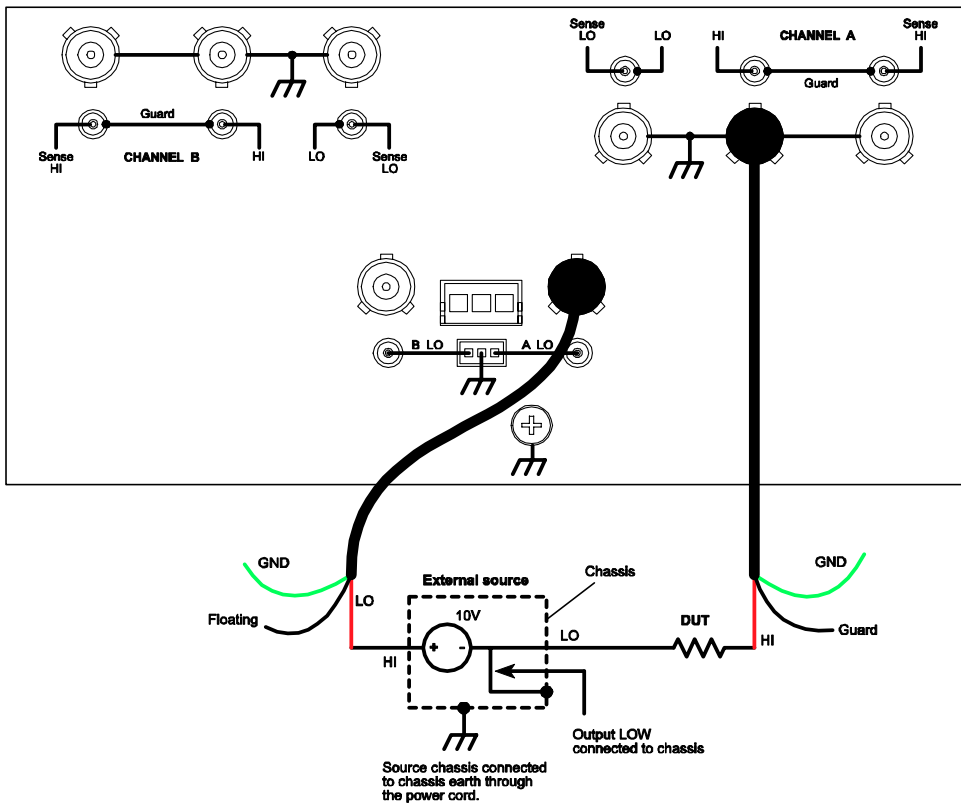 Sense
LO
LO
HI
CHANNEL A
Sense
HI
Guard
Guard
Sense
HI
CHANNEL B
HI
LO
Sense
LO
B LO
A LO
GND
Floating
LO
External source
Chassis
10V
+
-
HI
LO
DUT
HI
GND
Guard
Output LOW
connected to chassis
Source chassis connected
to chassis earth through
the power cord.